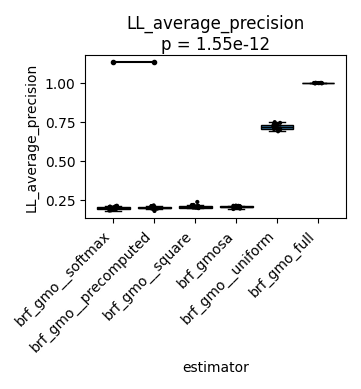 LL_average_precision
p = 1.55e-12
LL_average_precision
1.00
0.75
0.50
0.25
brf_gmo__softmax
brf_gmo__precomputed
brf_gmo__square
brf_gmosa
brf_gmo__uniform
brf_gmo_full
estimator